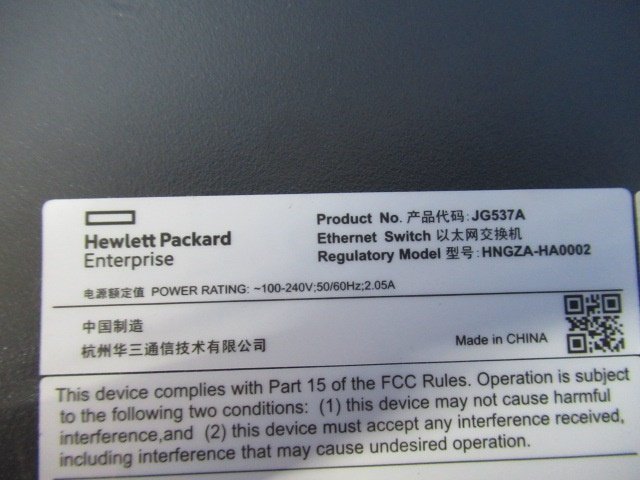 Hewlett Packard
Enterprise
Product No. 产品代码: JG537A
Ethernet Switch 以太网交换机
Regulatory Model 型号: HNGZA-HA0002
电源额定值 POWER RATING: ~100-240V;50/60Hz;2.05A
中国制造
杭州华三通信技术有限公司
Made in CHINA
This device complies with Part 15 of the FCC Rules. Operation is subject
to the following two conditions: (1) this device may not cause harmful
interference,and (2) this device must accept any interference received,
including interference that may cause undesired operation.